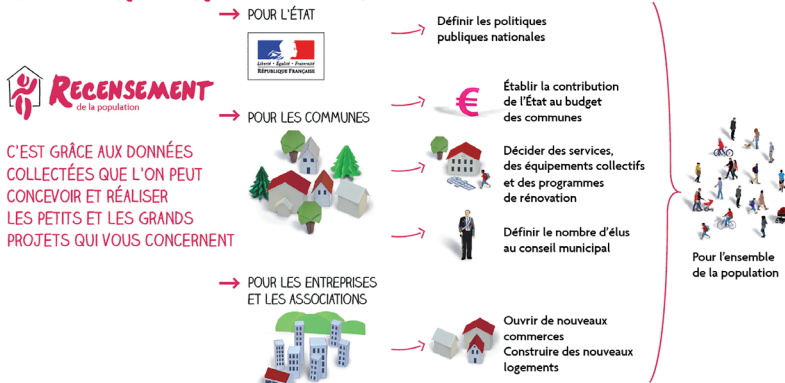 POUR L'ÉTAT
Liberté • Égalité • Fraternité
RÉPUBLIQUE FRANÇAISE
Définir les politiques
publiques nationales
RECENSEMENT
de la population
C'EST GRÂCE AUX DONNÉES
COLLECTÉES QUE L'ON PEUT
CONCEVOIR ET RÉALISER
LES PETITS ET LES GRANDS
PROJETS QUI VOUS CONCERNENT
POUR LES COMMUNES
€
Établir la contribution
de l'État au budget
des communes
Décider des services,
des équipements collectifs
et des programmes
de rénovation
Définir le nombre d'élus
au conseil municipal
POUR LES ENTREPRISES
ET LES ASSOCIATIONS
Ouvrir de nouveaux
commerces
Construire des nouveaux
logements
Pour l'ensemble
de la population